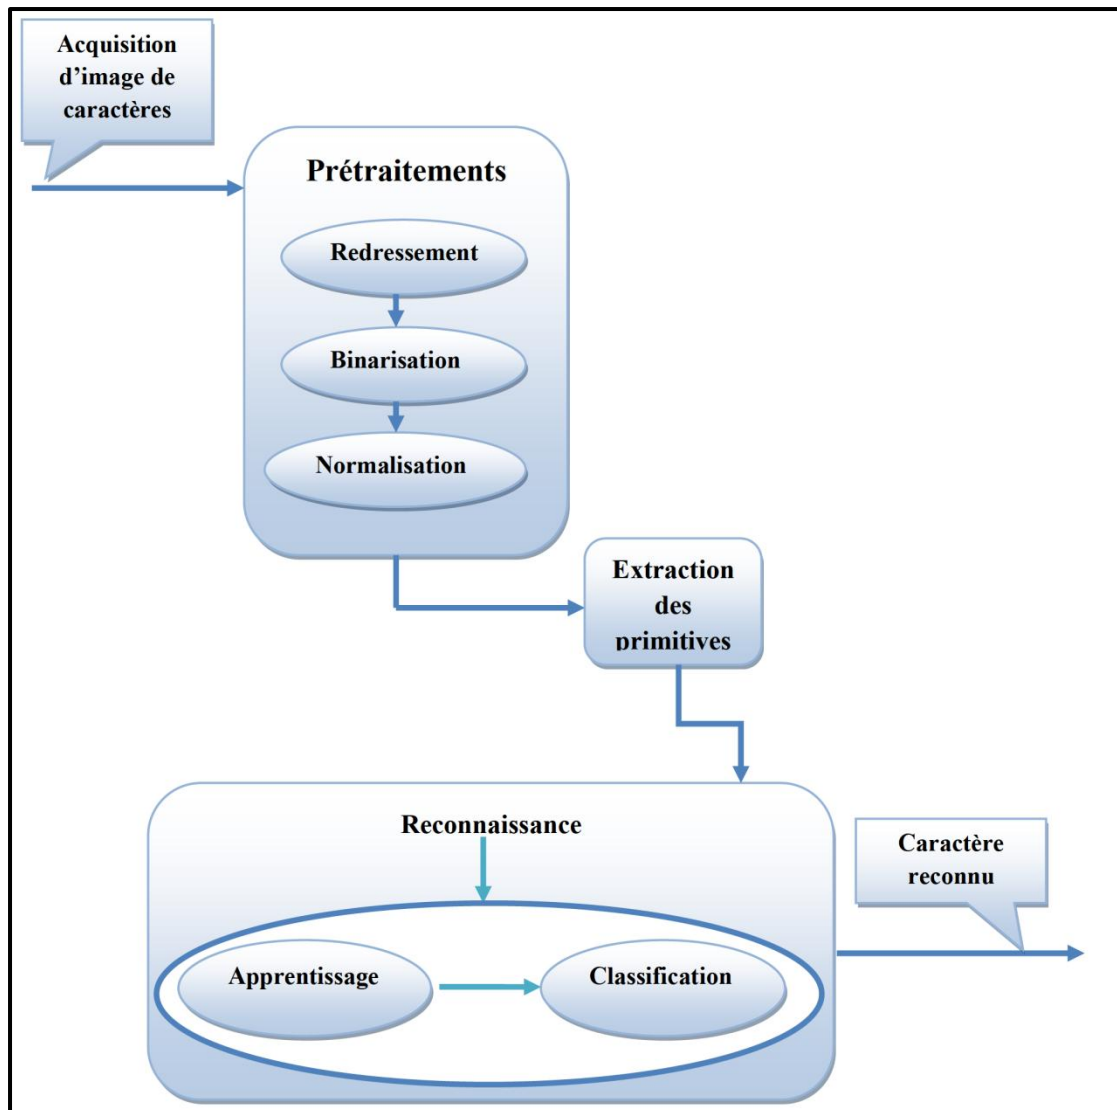 Acquisition
d’image de
caractères
Prétraitements
Redressement
Binarisation
Normalisation
Extraction
des
primitives
Reconnaissance
Apprentissage
Classification
Caractère
reconnu